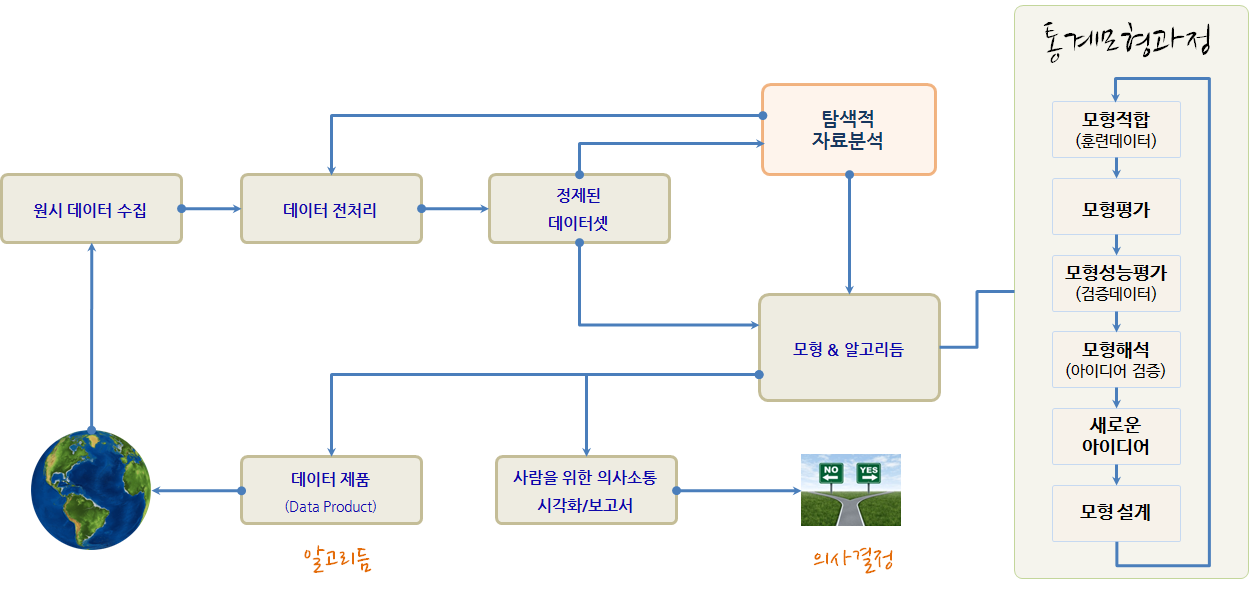 통계모형과정
탐색적
자료분석
원시 데이터 수집
데이터 전처리
정제된
데이터셋
모형 & 알고리듬
데이터 제품
(Data Product)
알고리듬
사람을 위한 의사소통
시각화/보고서
NO
YES
의사결정
모형적합
(훈련데이터)
모형평가
모형성능평가
(검증데이터)
모형해석
(아이디어 검증)
새로운
아이디어
모형 설계